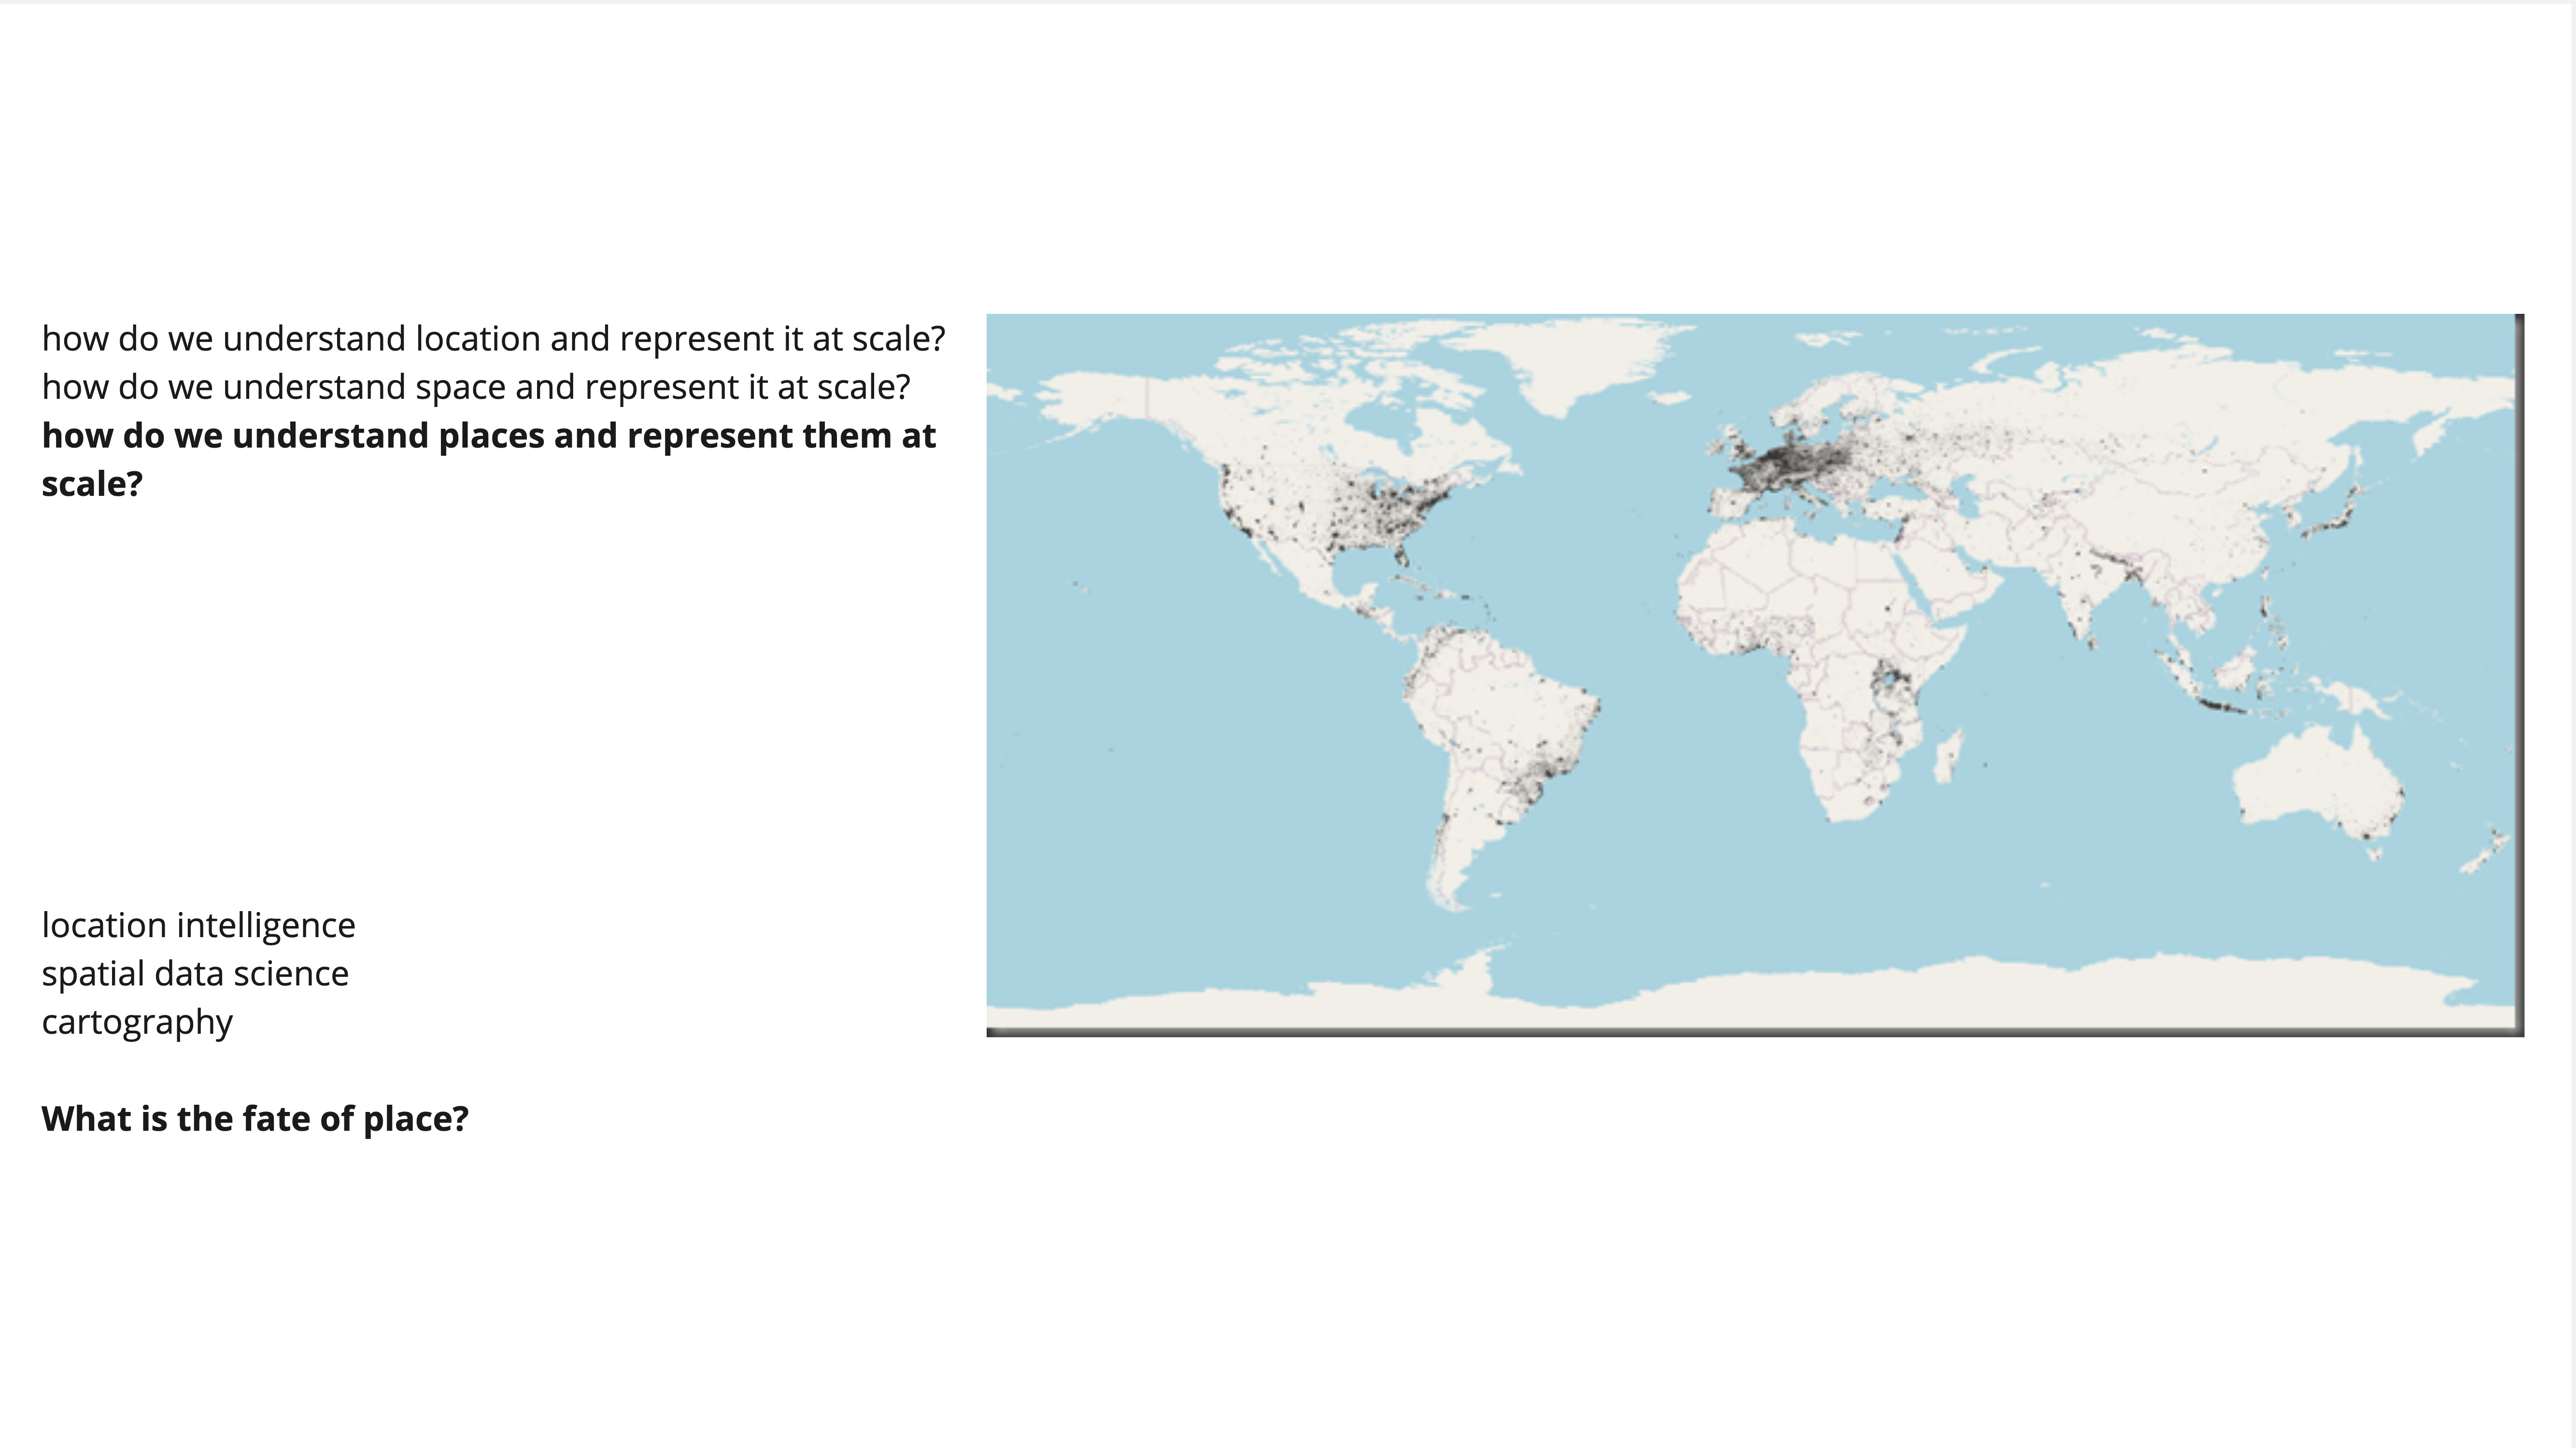 how do we understand location and represent it at scale?
how do we understand space and represent it at scale?
how do we understand places and represent them at
scale?
location intelligence
spatial data science
cartography
What is the fate of place?